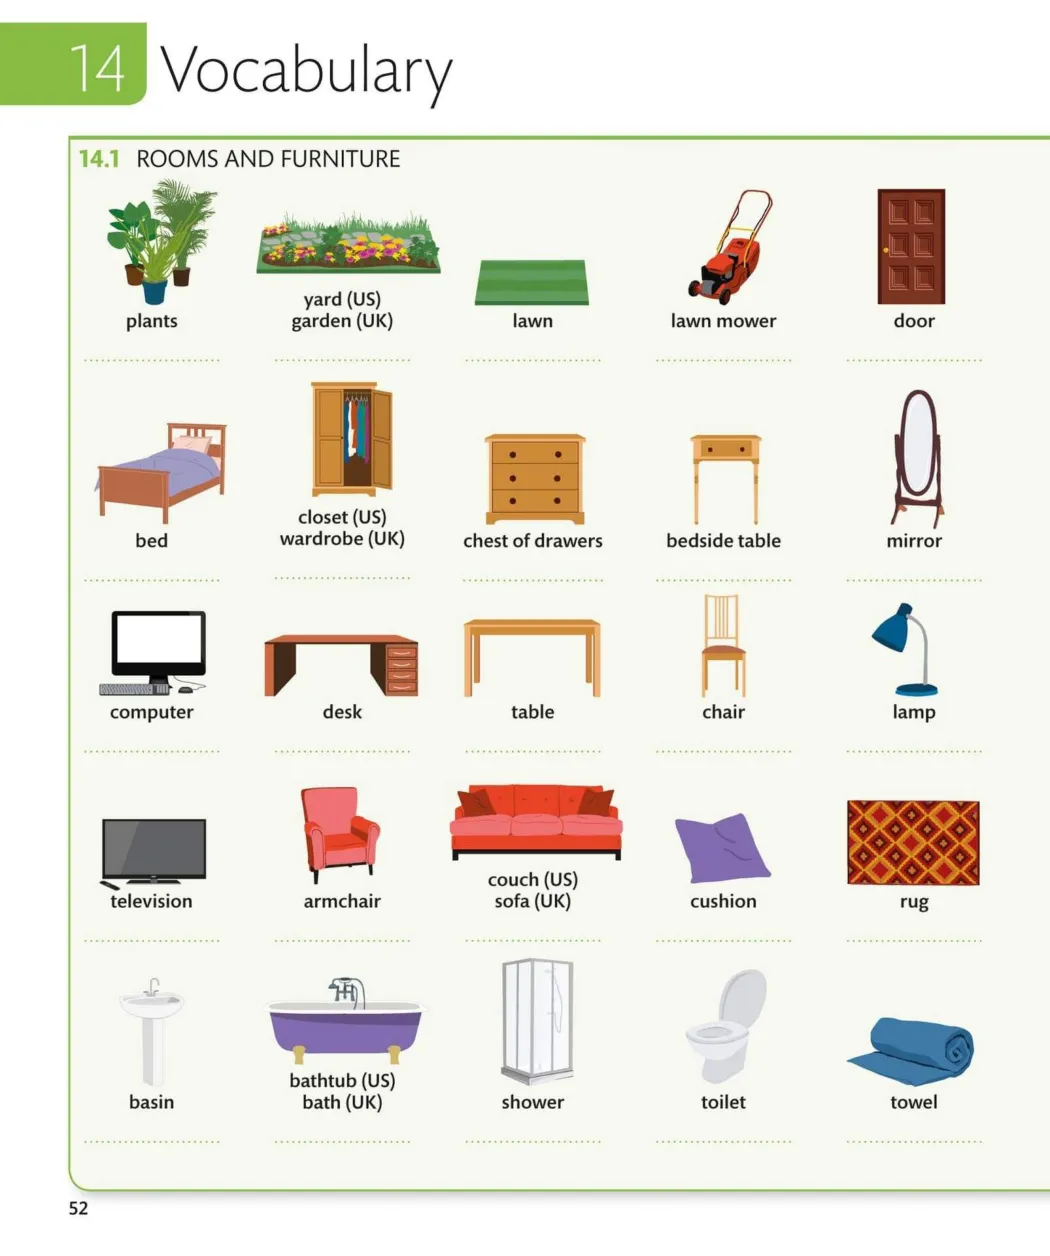 14 Vocabulary
14.1 ROOMS AND FURNITURE
plants
yard (US)
garden (UK)
lawn
lawn mower
door
bed
closet (US)
wardrobe (UK)
chest of drawers
bedside table
mirror
computer
desk
table
chair
lamp
television
armchair
couch (US)
sofa (UK)
cushion
rug
basin
bathtub (US)
bath (UK)
shower
toilet
towel
52